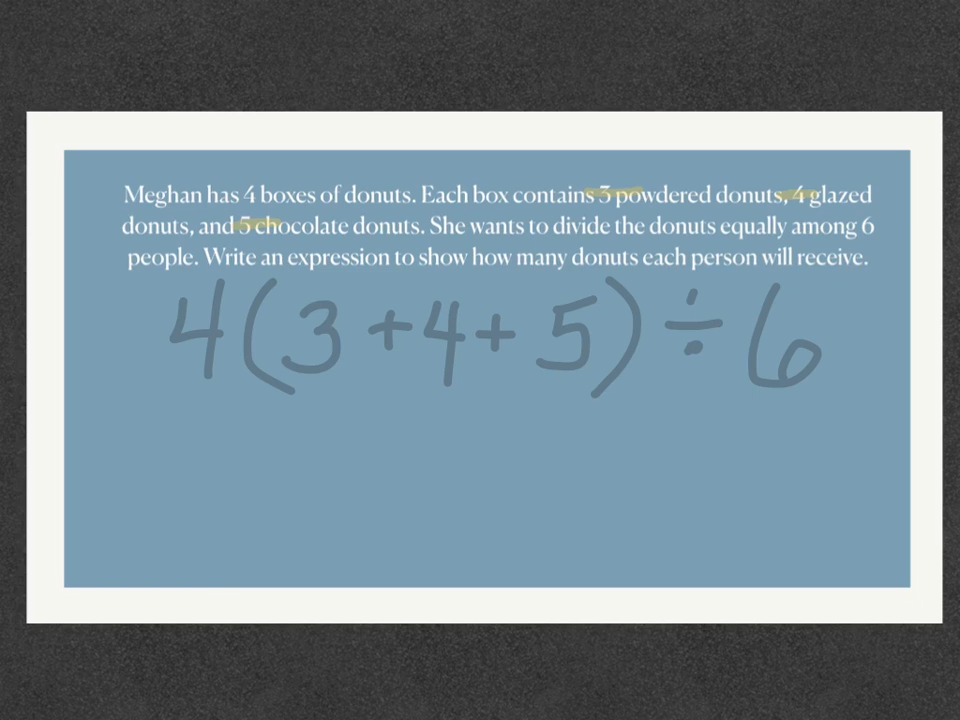 Meghan has 4 boxes of donuts. Each box contains 3 powdered donuts, 4 glazed
donuts, and 5 chocolate donuts. She wants to divide the donuts equally among 6
people. Write an expression to show how many donuts each person will receive.
4(3+4+5)÷6